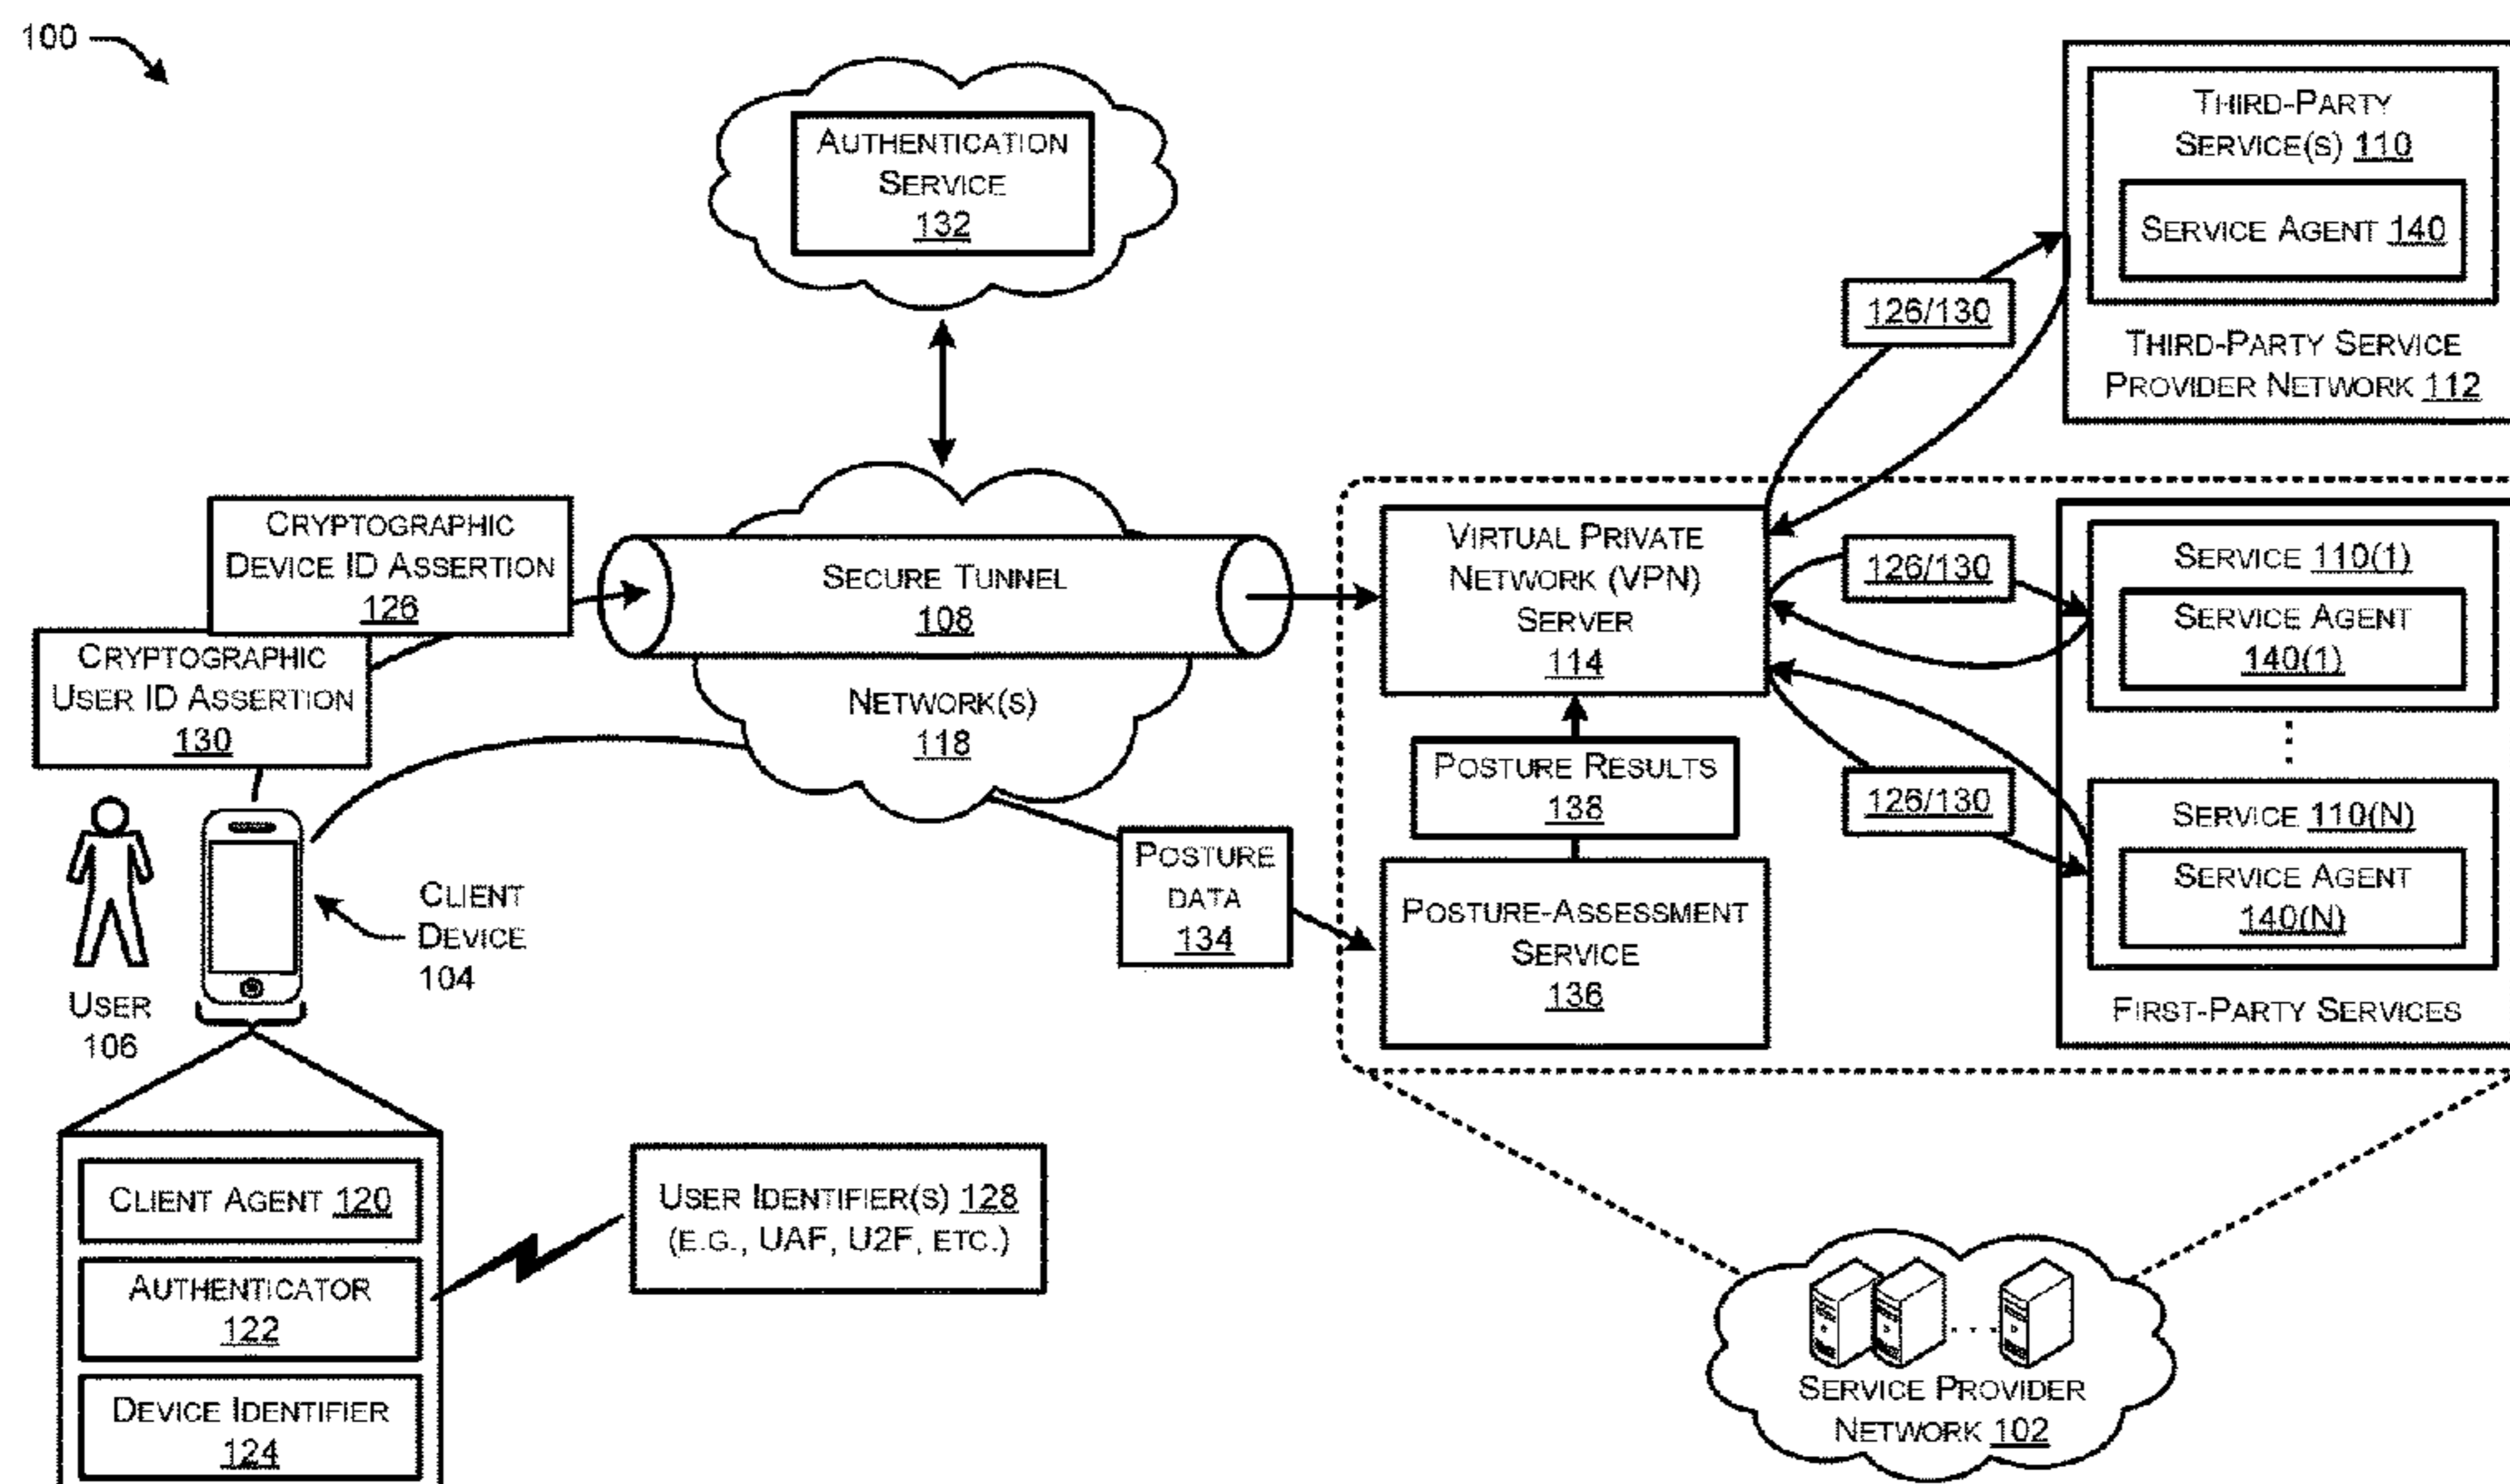 100
AUTHENTICATION
SERVICE
132
THIRD-PARTY
SERVICE(S) 110
SERVICE AGENT 140
THIRD-PARTY SERVICE
PROVIDER NETWORK 112
126/130
CRYPTOGRAPHIC
DEVICE ID ASSERTION
126
CRYPTOGRAPHIC
USER ID ASSERTION
130
SECURE TUNNEL
108
NETWORK(S)
118
VIRTUAL PRIVATE
NETWORK (VPN)
SERVER
114
126/130
SERVICE 110(1)
SERVICE AGENT
140(1)
POSTURE RESULTS
138
126/130
SERVICE 110(N)
SERVICE AGENT
140(N)
FIRST-PARTY SERVICES
POSTURE
DATA
134
POSTURE-ASSESSMENT
SERVICE
136
CLIENT
DEVICE
104
USER
106
CLIENT AGENT 120
AUTHENTICATOR
122
DEVICE IDENTIFIER
124
USER IDENTIFIER(S) 128
(E.G., UAF, U2F, ETC.)
SERVICE PROVIDER
NETWORK 102